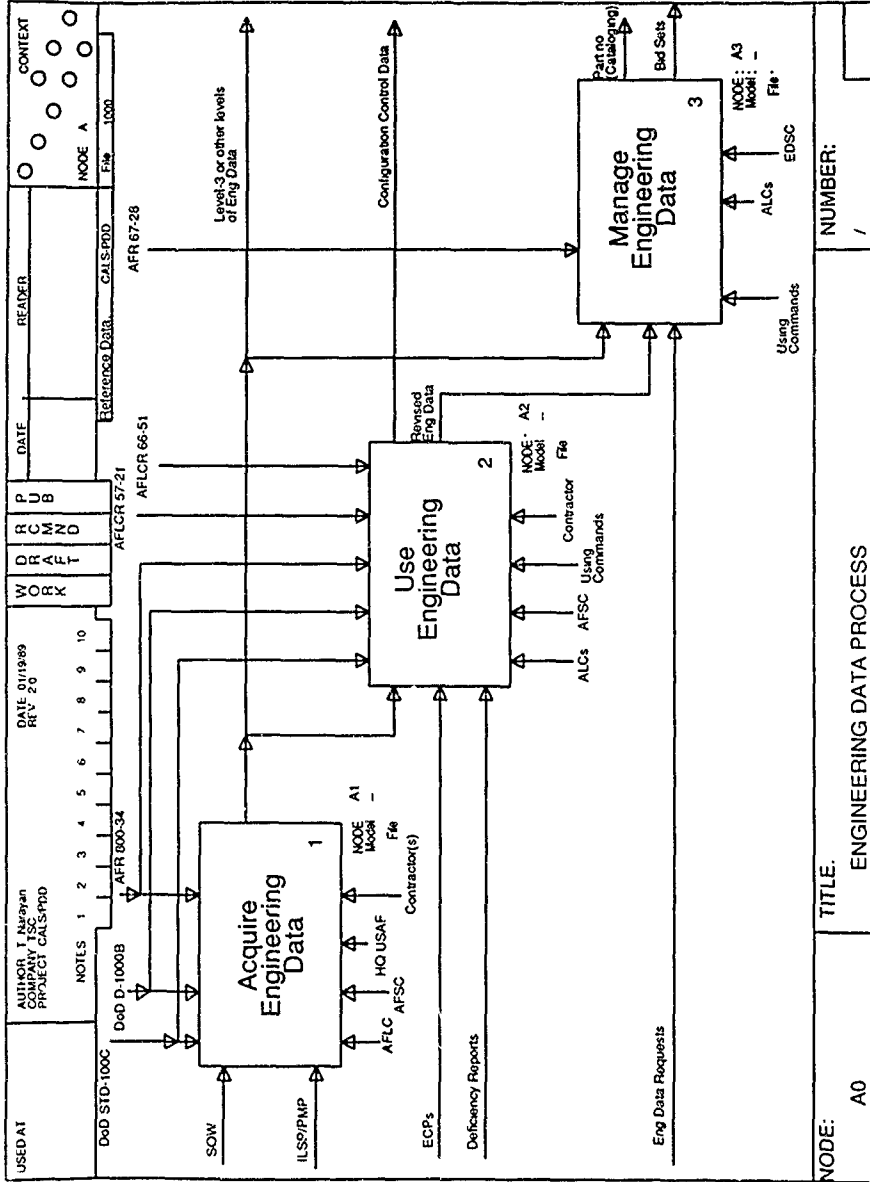 USED AT
AUTHOR T. Narayan
COMPANY TSC
PROJECT CALS/PDD
DATE 01/19/89
REV 2.0
NOTES 1 2 3 4 5 6 7 8 9 10
WORK
DRAFT
RCMND
PUB
DATE
READER
CONTEXT
Reference Data. CALS-PDD
NODE A
File 1000
DoD STD-100C
DoD D-1000B
AFR 800-34
AFLCR 57-21
AFLCR 66-51
AFR 67-28
SOW
ILSP/PMP
Acquire
Engineering
Data
1
NODE A1
Model –
File
AFLC
AFSC
HQ USAF
Contractor(s)
Level-3 or other levels
of Eng Data
ECPs
Deficiency Reports
Use
Engineering
Data
2
Configuration Control Data
Revised
Eng Data
NODE- A2
Model –
File
ALCs
AFSC
Using
Commands
Contractor
Eng Data Requests
Manage
Engineering
Data
3
Part no
(Cataloging)
Bid Sets
NODE: A3
Model: –
File -
Using
Commands
ALCs
EDSC
NODE:
A0
TITLE.
ENGINEERING DATA PROCESS
NUMBER:
/